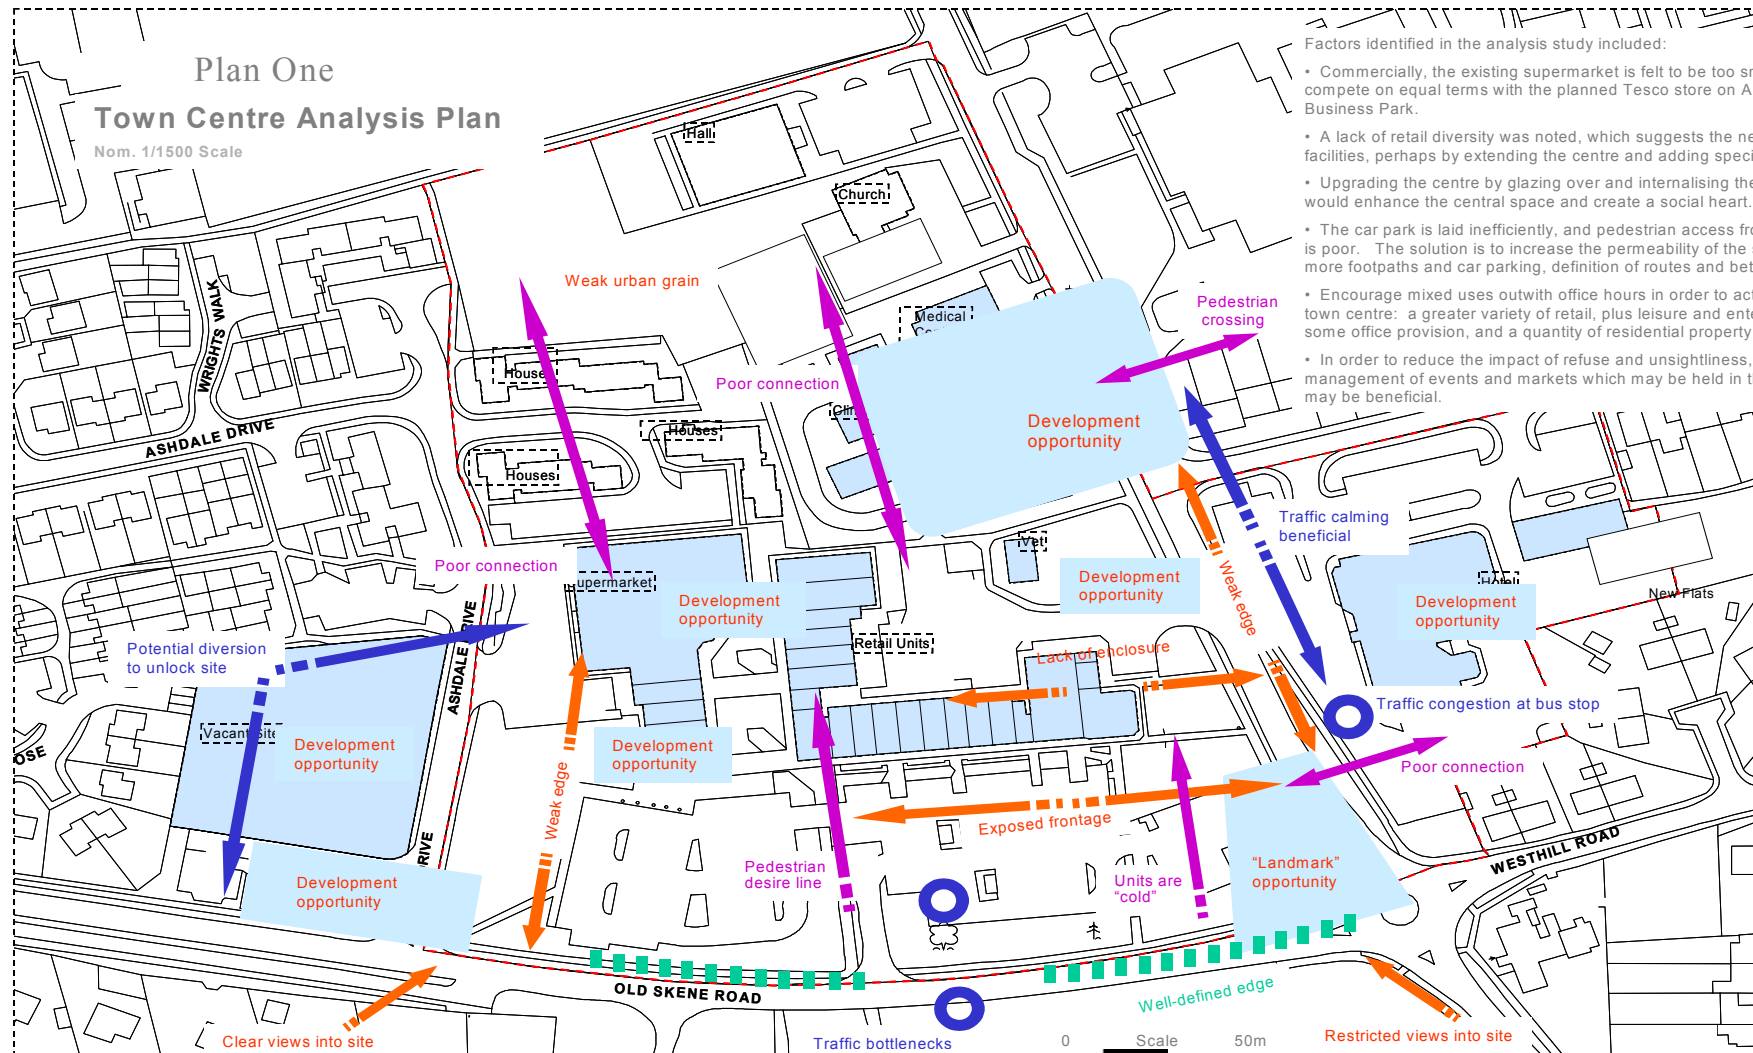 Plan One
Town Centre Analysis Plan
Nom. 1/1500 Scale
Factors identified in the analysis study included:
• Commercially, the existing supermarket is felt to be too
compete on equal terms with the planned Tesco store on
Business Park.
• A lack of retail diversity was noted, which suggests the
facilities, perhaps by extending the centre and adding
• Upgrading the centre by glazing over and internalising the
would enhance the central space and create a social heart.
• The car park is laid inefficiently, and pedestrian access
is poor. The solution is to increase the permeability of the
more footpaths and car parking, definition of routes and
• Encourage mixed uses outwith office hours in order to
town centre: a greater variety of retail, plus leisure and
some office provision, and a quantity of residential property
• In order to reduce the impact of refuse and unsightliness,
management of events and markets which may be held in
may be beneficial.
Hall
Church
Weak urban grain
Medical
Pedestrian
crossing
WRIGHTS WALK
House
Poor connection
Houses
Development
opportunity
ASHDALE DRIVE
Houses
Traffic calming
beneficial
Vet
Poor connection
upermarket
Development
opportunity
Development
opportunity
Weak edge
Hotel
New Flats
Development
opportunity
Potential diversion
to unlock site
ASHDALE DRIVE
Retail Units
Lack of enclosure
Traffic congestion at bus stop
Vacant Site
Development
opportunity
Development
opportunity
OSE
Poor connection
Weak edge
Exposed frontage
WESTHILL ROAD
RIVE
Pedestrian
desire line
Units are
"cold"
"Landmark"
opportunity
Development
opportunity
OLD SKENE ROAD
Well-defined edge
Clear views into site
Traffic bottlenecks
0 Scale 50m
Restricted views into site